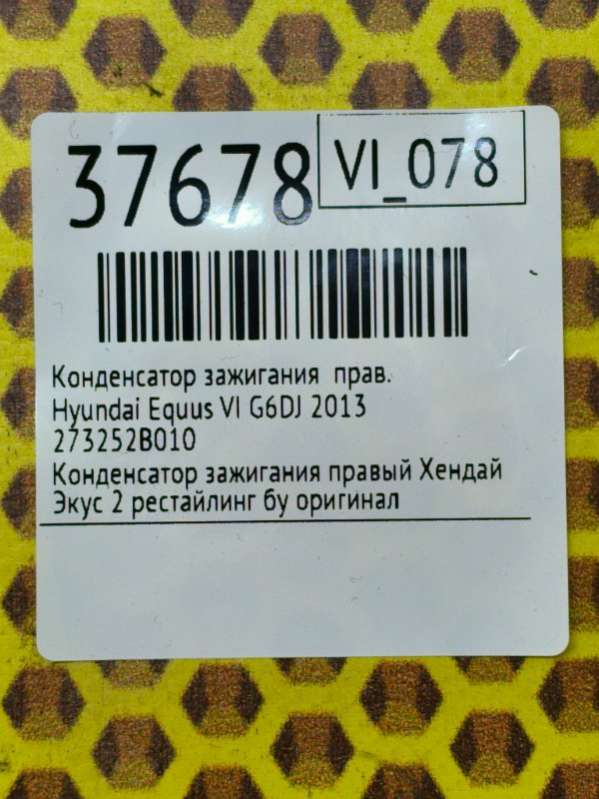 37678
VI_078
Конденсатор зажигания прав.
Hyundai Equus VI G6DJ 2013
273252B010
Конденсатор зажигания правый Хендай
Экус 2 рестайлинг бу оригинал